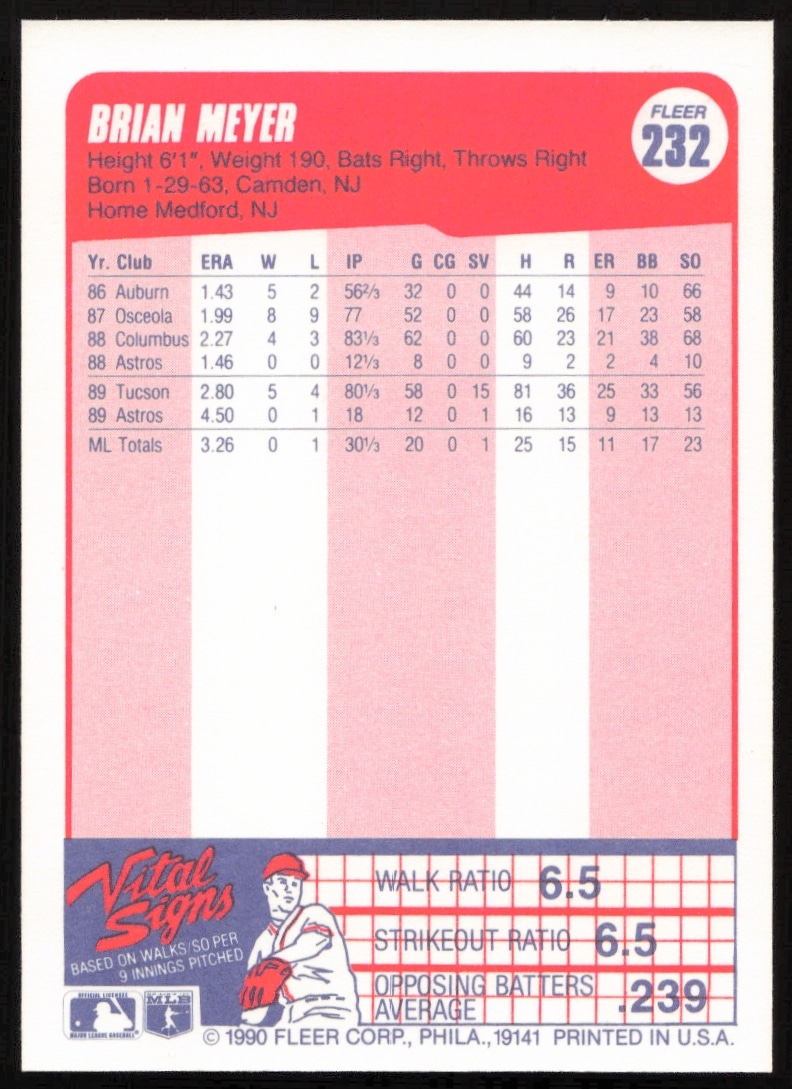 BRIAN MEYER
FLEER
232
Height 6'1", Weight 190, Bats Right, Throws Right
Born 1-29-63, Camden, NJ
Home Medford, NJ
Yr. Club ERA W L IP G CG SV H R ER BB SO
86 Auburn 1.43 5 2 56⅔ 32 0 0 44 14 9 10 66
87 Osceola 1.99 8 9 77 52 0 0 58 26 17 23 58
88 Columbus 2.27 4 3 83⅓ 62 0 0 60 23 21 38 68
88 Astros 1.46 0 0 12⅓ 8 0 0 9 2 2 4 10
89 Tucson 2.80 5 4 80⅓ 58 0 15 81 36 25 33 56
89 Astros 4.50 0 1 18 12 0 1 16 13 9 13 13
ML Totals 3.26 0 1 30⅓ 20 0 1 25 15 11 17 23
Vital
Signs
BASED ON WALKS/SO PER
9 INNINGS PITCHED
WALK RATIO 6.5
STRIKEOUT RATIO 6.5
OPPOSING BATTERS
AVERAGE .239
OFFICIAL LICENSEE
MAJOR LEAGUE BASEBALL
MLB
© 1990 FLEER CORP., PHILA., 19141 PRINTED IN U.S.A.